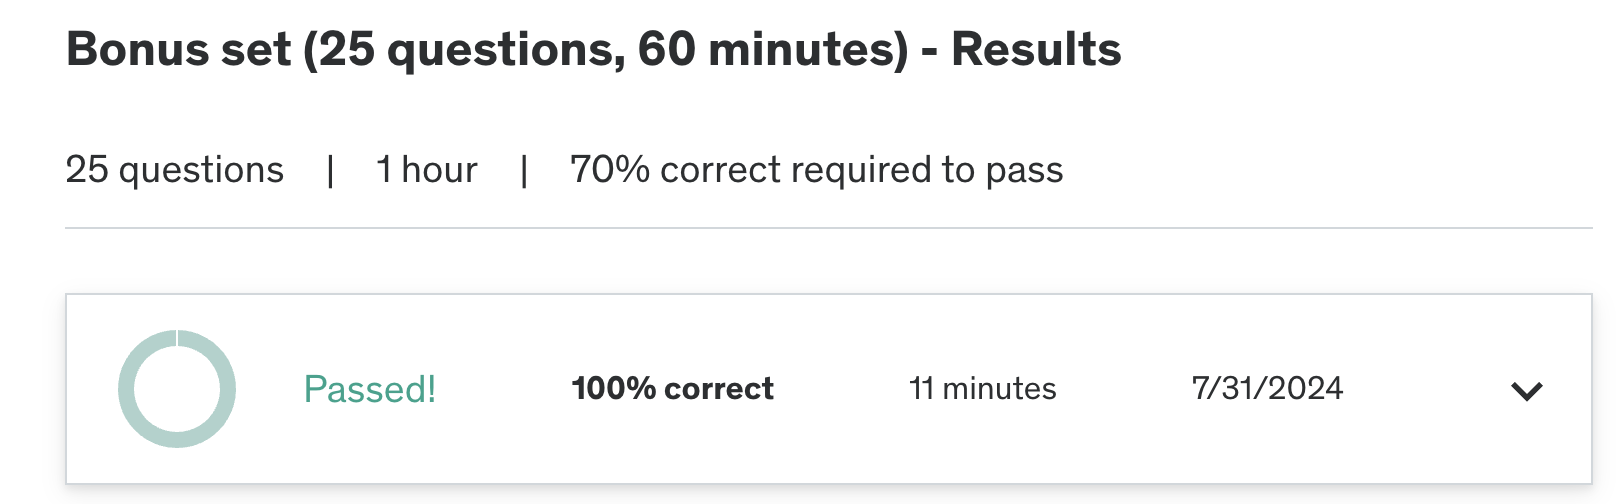 Bonus set (25 questions, 60 minutes) - Results
25 questions | 1 hour | 70% correct required to pass
Passed! 100% correct 11 minutes 7/31/2024